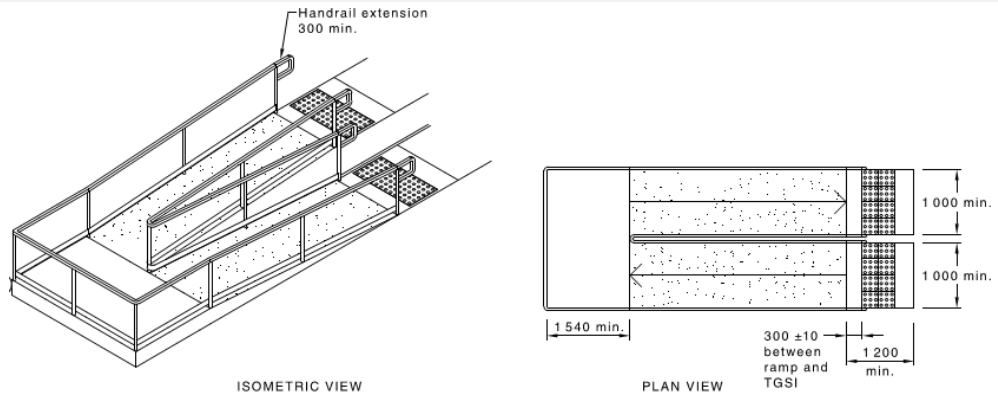 Handrail extension
300 min.
1 000 min.
1 000 min.
1 540 min.
300 ±10
between
ramp and
TGSI
1 200
min.
ISOMETRIC VIEW
PLAN VIEW